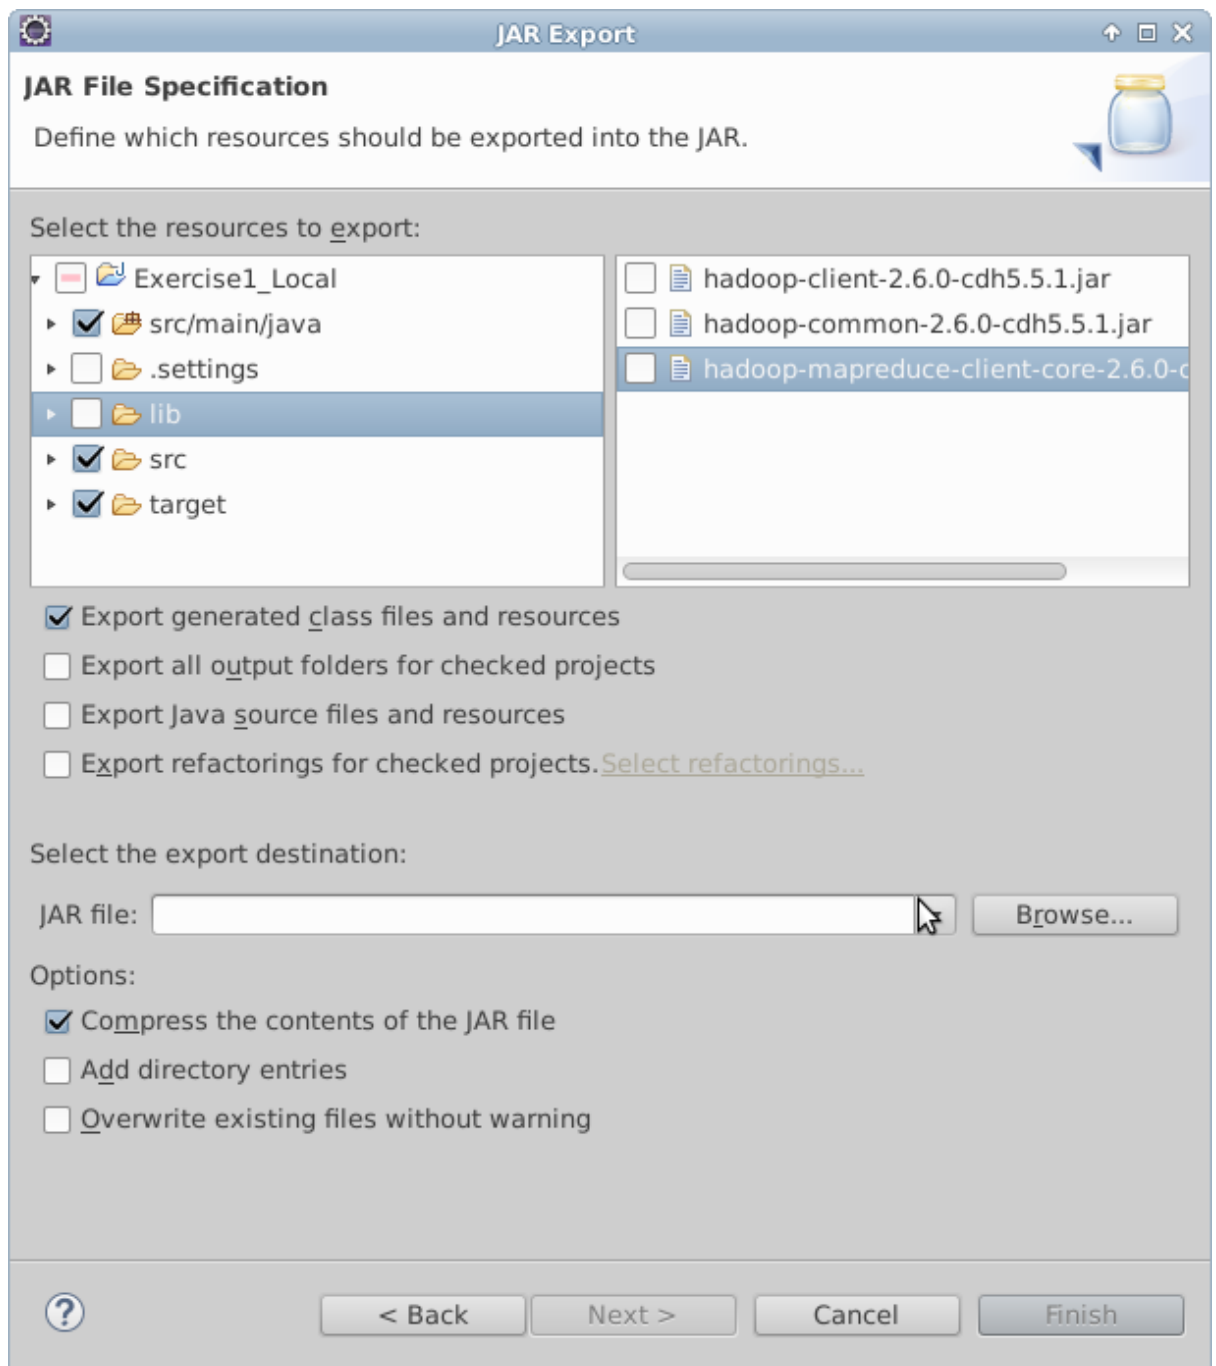 JAR Export
JAR File Specification
Define which resources should be exported into the JAR.
Select the resources to export:
Exercise1_Local
src/main/java
.settings
lib
src
target
hadoop-client-2.6.0-cdh5.5.1.jar
hadoop-common-2.6.0-cdh5.5.1.jar
hadoop-mapreduce-client-core-2.6.0-c
Export generated class files and resources
Export all output folders for checked projects
Export Java source files and resources
Export refactorings for checked projects. Select refactorings...
Select the export destination:
JAR file: Browse...
Options:
Compress the contents of the JAR file
Add directory entries
Overwrite existing files without warning
? < Back Next > Cancel Finish